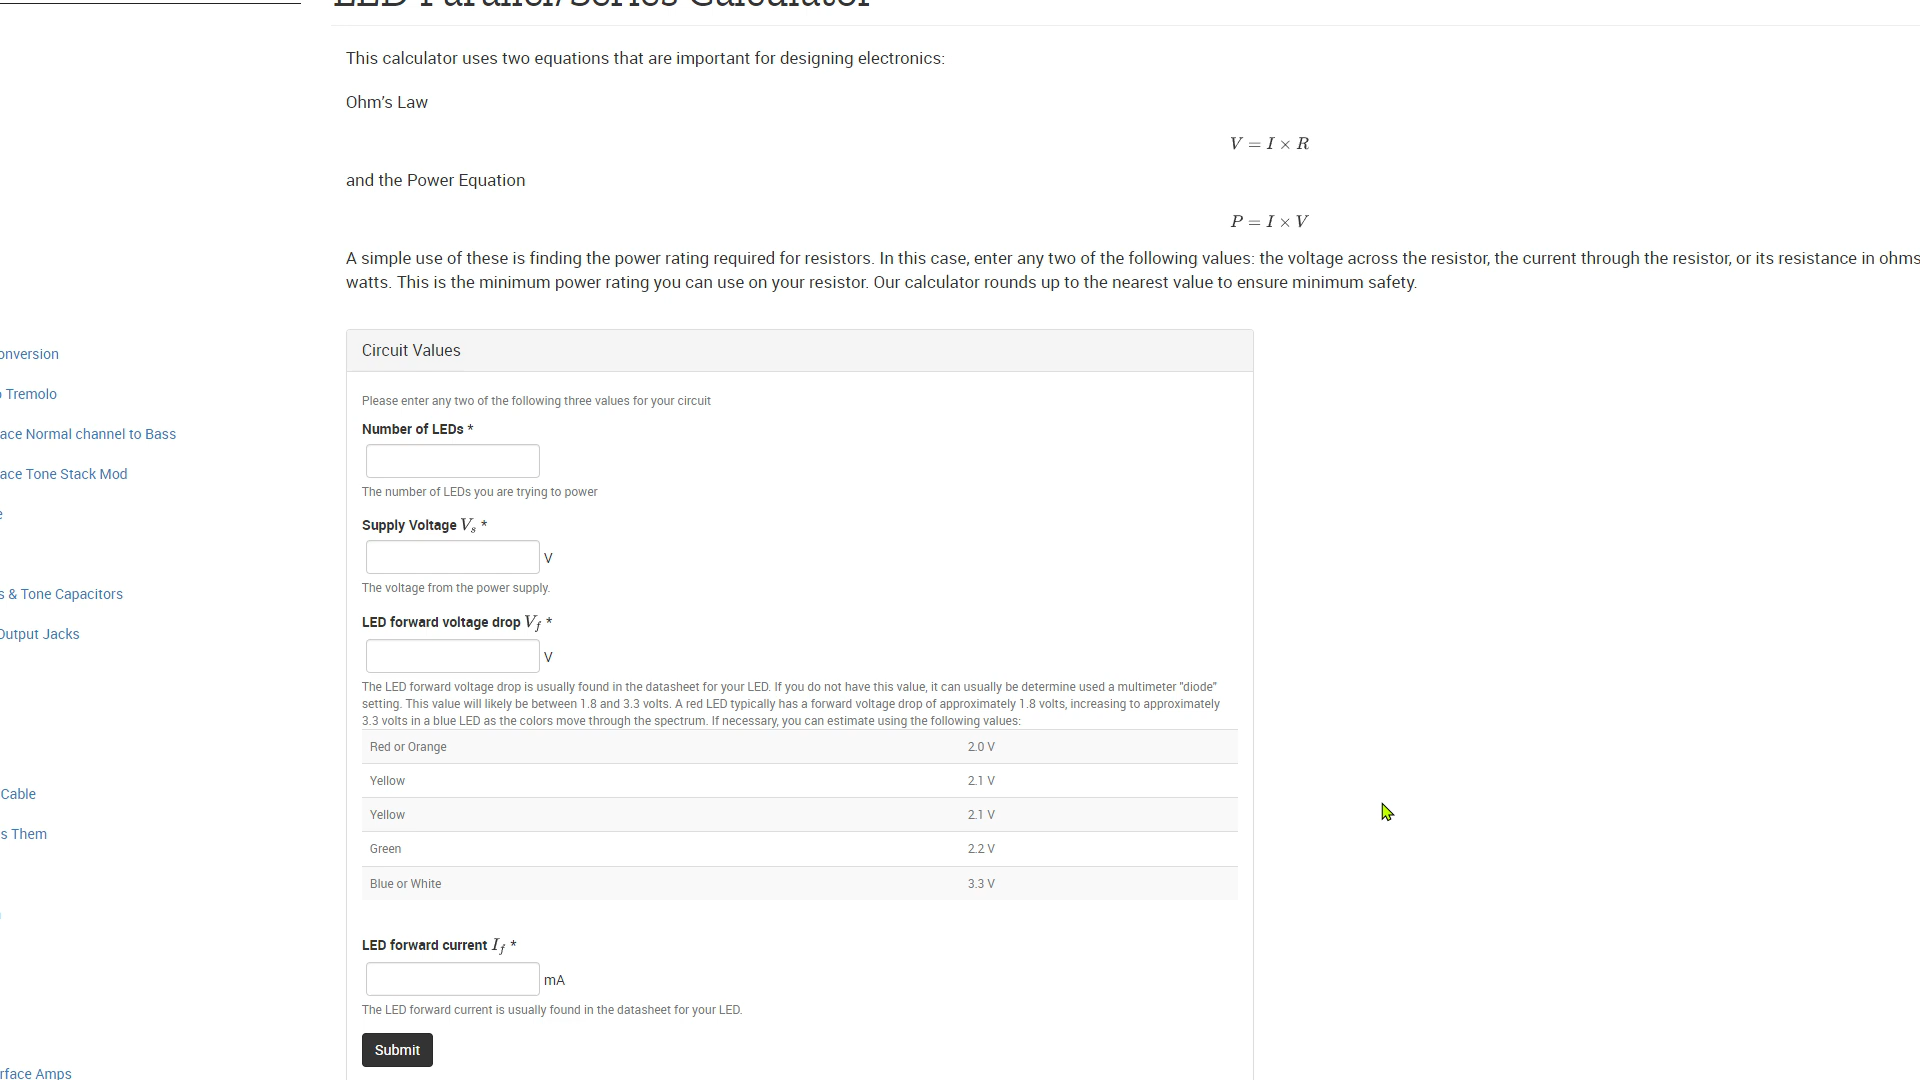 LED Parallel/Series Calculator
This calculator uses two equations that are important for designing electronics:
Ohm's Law
V = I × R
and the Power Equation
P = I × V
A simple use of these is finding the power rating required for resistors. In this case, enter any two of the following values: the voltage across the resistor, the current through the resistor, or its resistance in ohms
watts. This is the minimum power rating you can use on your resistor. Our calculator rounds up to the nearest value to ensure minimum safety.
onversion
Tremolo
ace Normal channel to Bass
ace Tone Stack Mod
e
s & Tone Capacitors
Output Jacks
Cable
s Them
rface Amps
Circuit Values
Please enter any two of the following three values for your circuit
Number of LEDs *
The number of LEDs you are trying to power
Supply Voltage Vs *
V
The voltage from the power supply.
LED forward voltage drop Vf *
V
The LED forward voltage drop is usually found in the datasheet for your LED. If you do not have this value, it can usually be determine used a multimeter "diode"
setting. This value will likely be between 1.8 and 3.3 volts. A red LED typically has a forward voltage drop of approximately 1.8 volts, increasing to approximately
3.3 volts in a blue LED as the colors move through the spectrum. If necessary, you can estimate using the following values:
Red or Orange 2.0 V
Yellow 2.1 V
Yellow 2.1 V
Green 2.2 V
Blue or White 3.3 V
LED forward current If *
mA
The LED forward current is usually found in the datasheet for your LED.
Submit